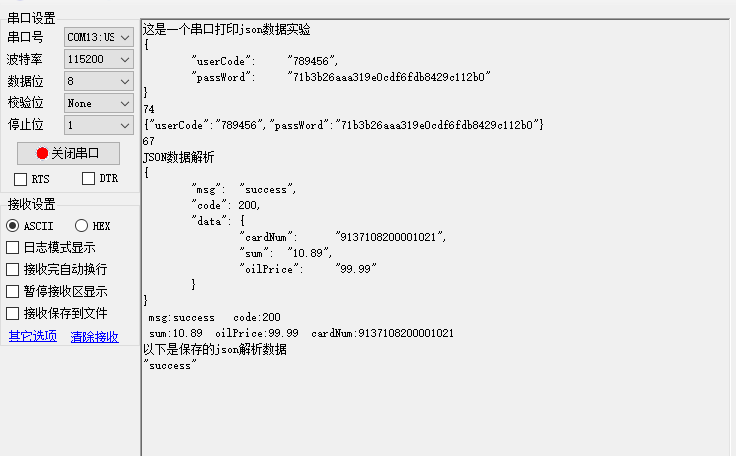 串口设置
串口号 COM13:US
波特率 115200
数据位 8
校验位 None
停止位 1
关闭串口
RTS DTR
接收设置
ASCII HEX
日志模式显示
接收完自动换行
暂停接收区显示
接收保存到文件
其它选项 清除接收
这是一个串口打印json数据实验
{
"userCode": "789456",
"passWord": "71b3b26aaa319e0cdf6fdb8429c112b0"
}
74
{"userCode":"789456","passWord":"71b3b26aaa319e0cdf6fdb8429c112b0"}
67
JSON数据解析
{
"msg": "success",
"code": 200,
"data": {
"cardNum": "9137108200001021",
"sum": "10.89",
"oilPrice": "99.99"
}
}
msg:success code:200
sum:10.89 oilPrice:99.99 cardNum:9137108200001021
以下是保存的json解析数据
"success"